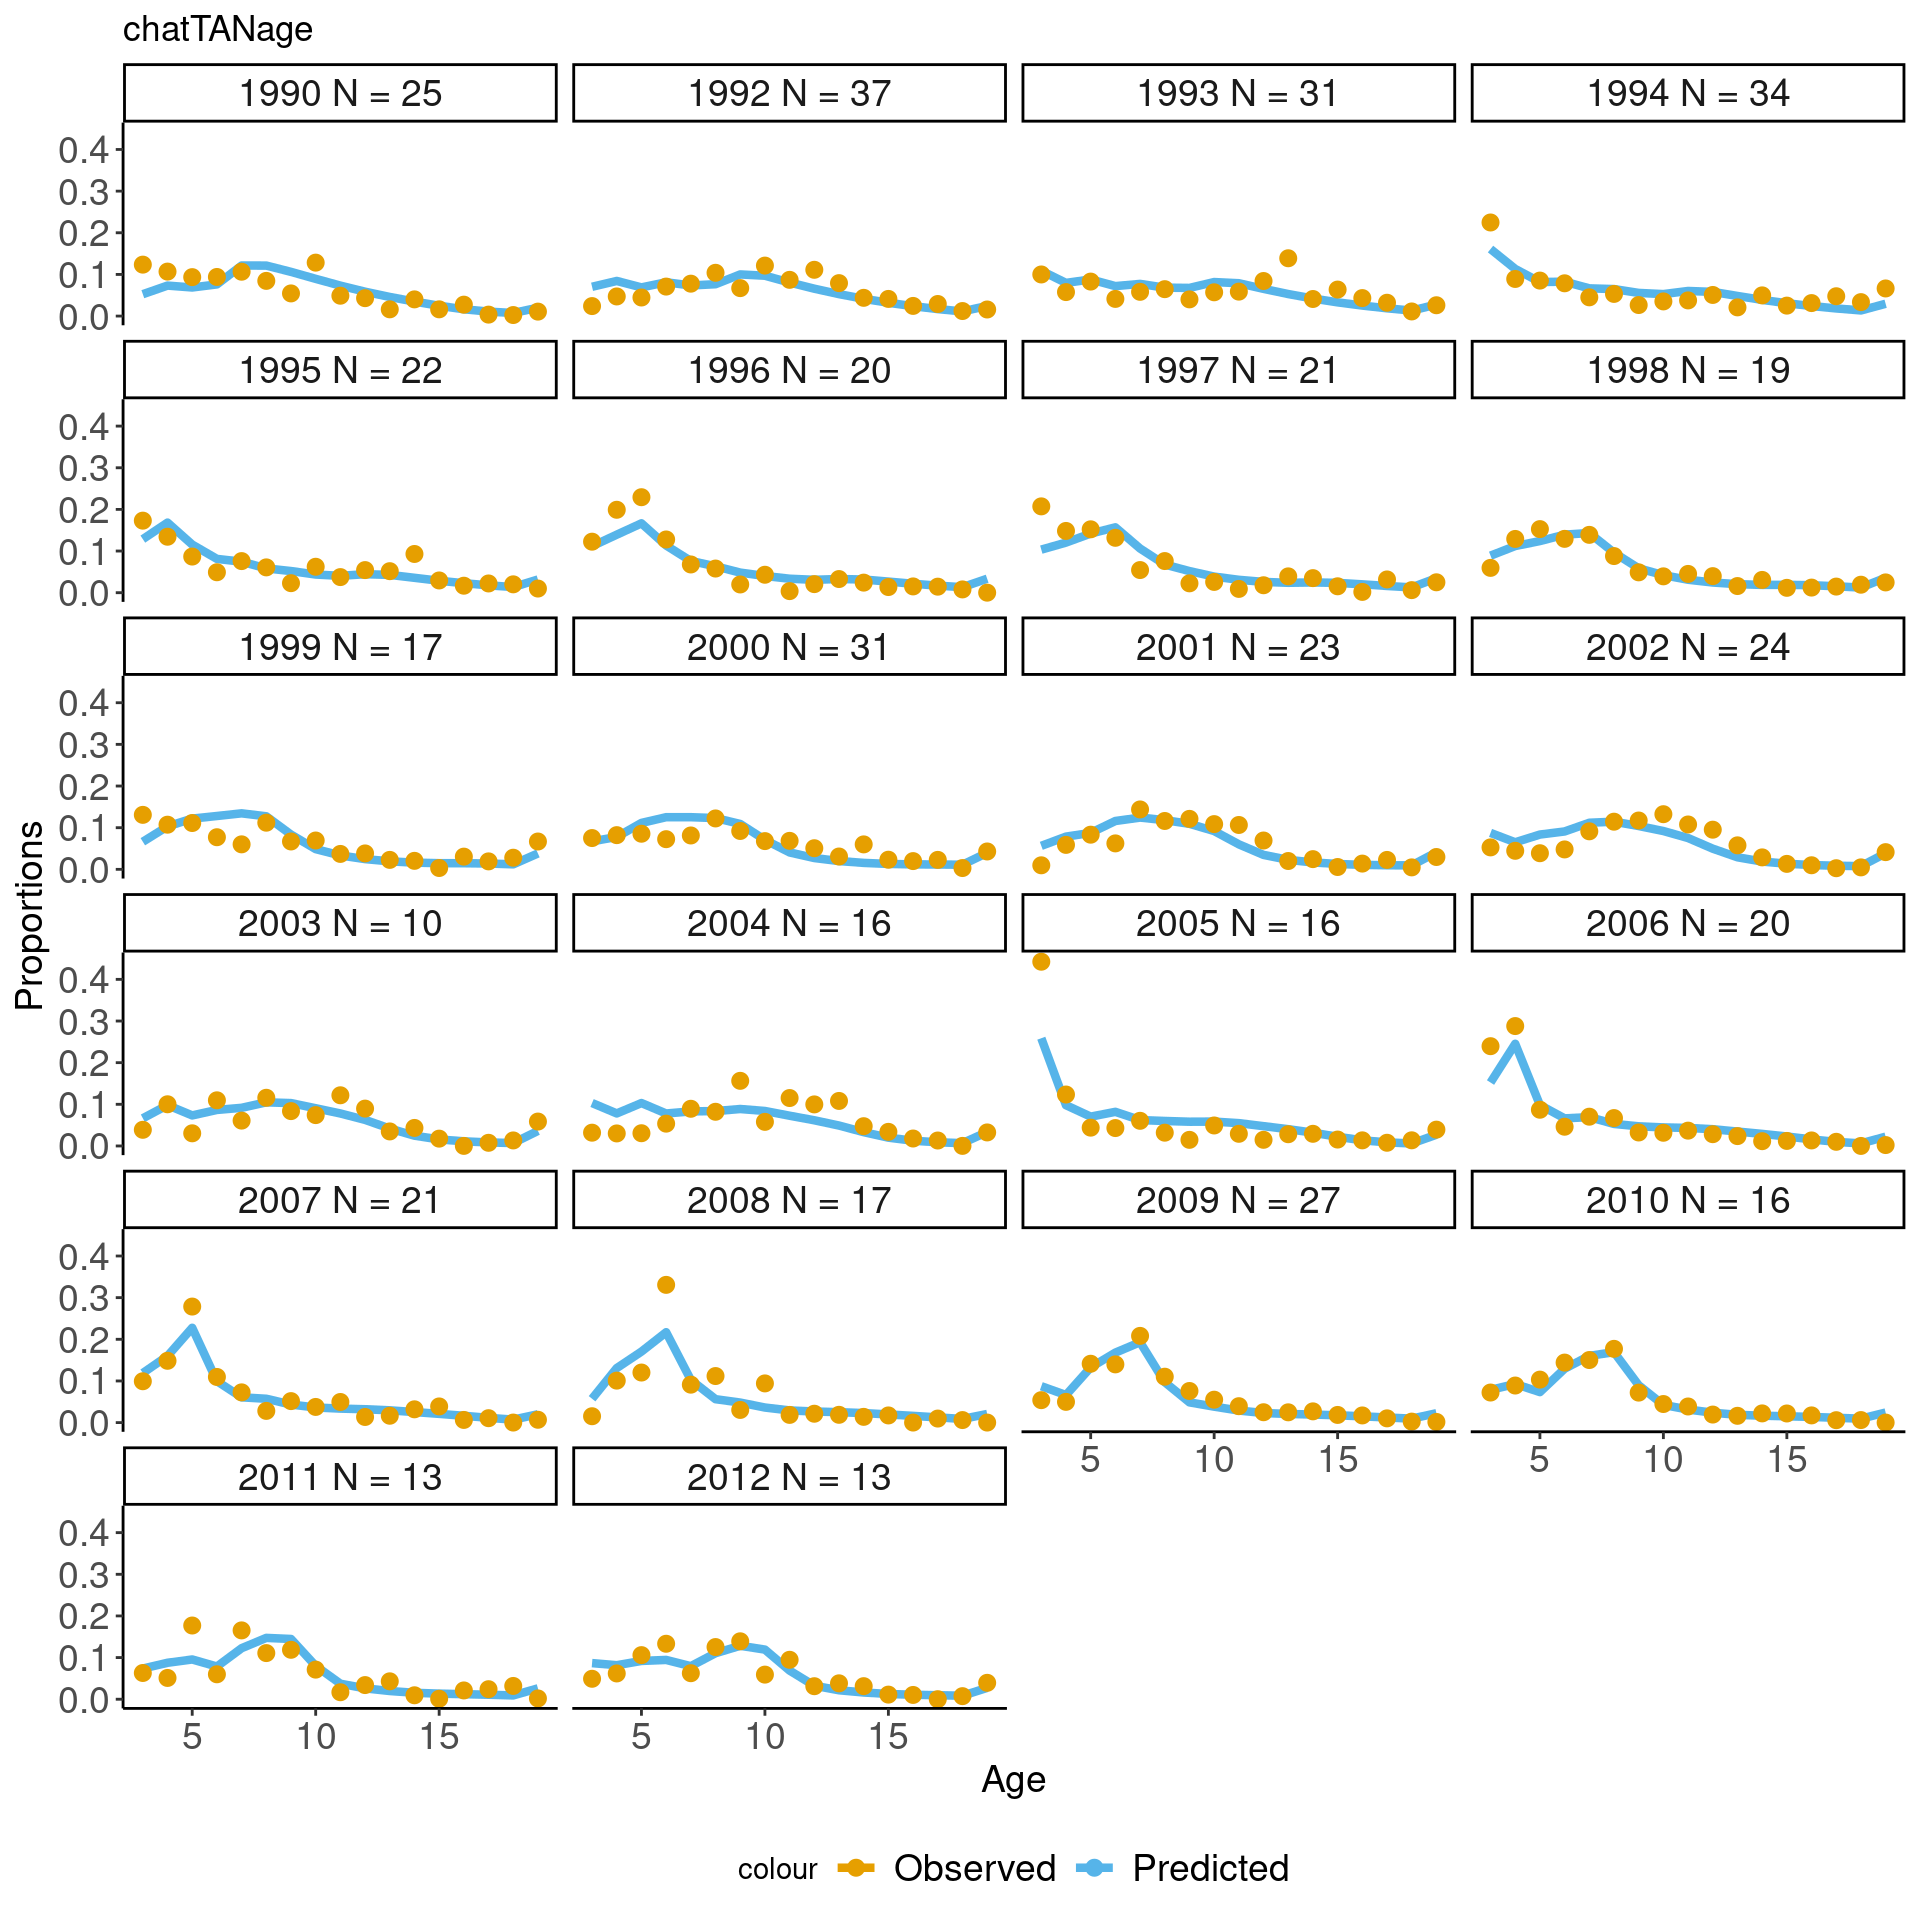 chatTANage
1990 N = 25
1992 N = 37
1993 N = 31
1994 N = 34
0.4
0.3
0.2
0.1
0.0
1995 N = 22
1996 N = 20
1997 N = 21
1998 N = 19
0.4
0.3
0.2
0.1
0.0
1999 N = 17
2000 N = 31
2001 N = 23
2002 N = 24
0.4
0.3
0.2
0.1
0.0
Proportions
2003 N = 10
2004 N = 16
2005 N = 16
2006 N = 20
0.4
0.3
0.2
0.1
0.0
2007 N = 21
2008 N = 17
2009 N = 27
2010 N = 16
0.4
0.3
0.2
0.1
0.0
5 10 15
5 10 15
2011 N = 13
2012 N = 13
0.4
0.3
0.2
0.1
0.0
5 10 15
5 10 15
Age
colour Observed Predicted